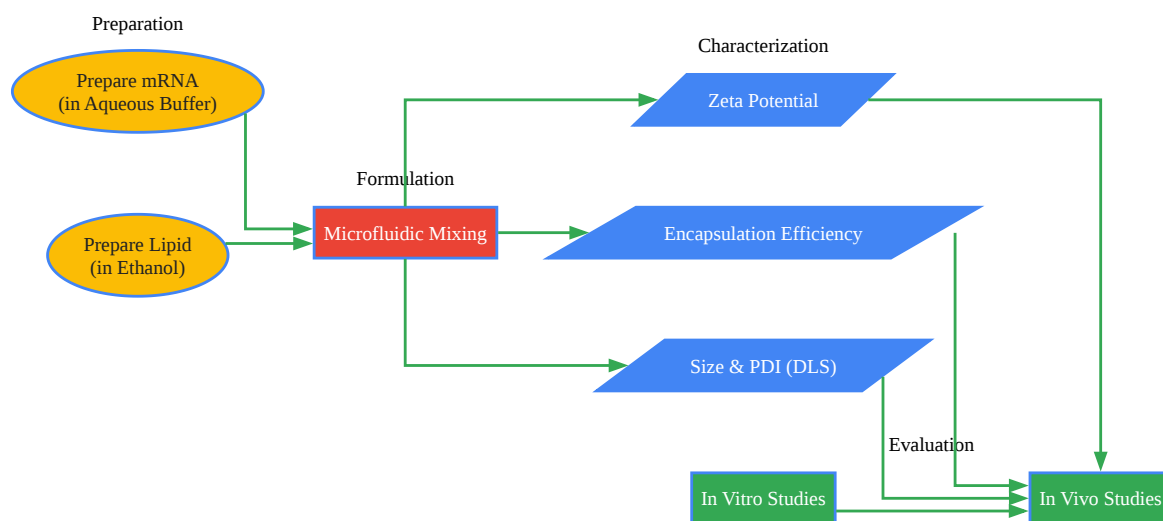 Preparation
Prepare mRNA
(in Aqueous Buffer)
Prepare Lipid
(in Ethanol)
Formulation
Microfluidic Mixing
Characterization
Zeta Potential
Encapsulation Efficiency
Size & PDI (DLS)
Evaluation
In Vitro Studies
In Vivo Studies